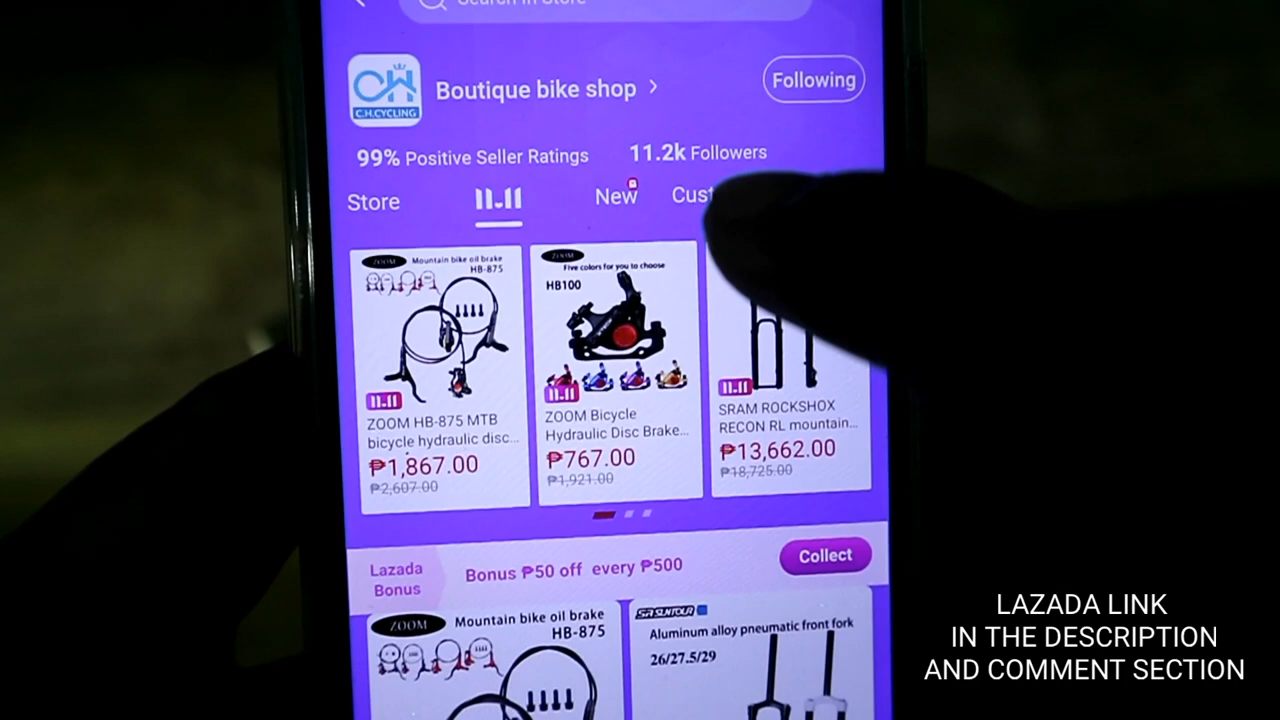 Search in Store
CH
C.H.CYCLING
Boutique bike shop >
Following
99% Positive Seller Ratings
11.2k Followers
Store
11.11
New
Cust
ZOOM
Mountain bike oil brake
HB-875
11.11
ZOOM HB-875 MTB
bicycle hydraulic disc...
₱1,867.00
₱2,607.00
ZOOM
Five colors for you to choose
HB100
11.11
ZOOM Bicycle
Hydraulic Disc Brake...
₱767.00
₱1,921.00
11.11
SRAM ROCKSHOX
RECON RL mountain...
₱13,662.00
₱18,725.00
Lazada
Bonus
Bonus ₱50 off every ₱500
Collect
ZOOM
Mountain bike oil brake
HB-875
SR SUNTOUR
Aluminum alloy pneumatic front fork
26/27.5/29
LAZADA LINK
IN THE DESCRIPTION
AND COMMENT SECTION